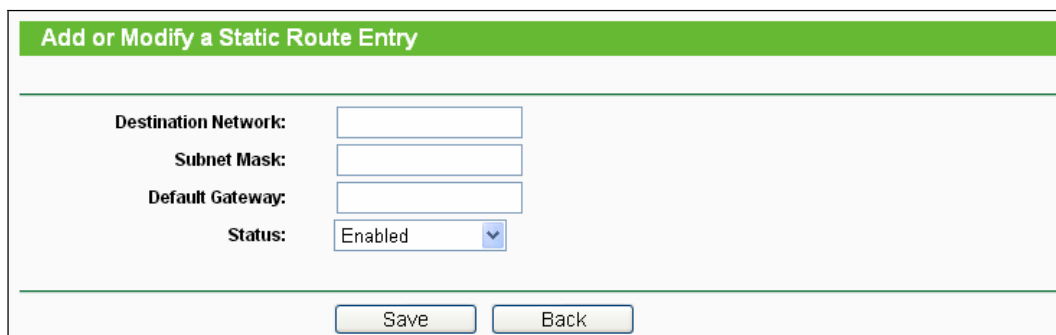 Add or Modify a Static Route Entry
Destination Network:
Subnet Mask:
Default Gateway:
Status: Enabled
Save Back